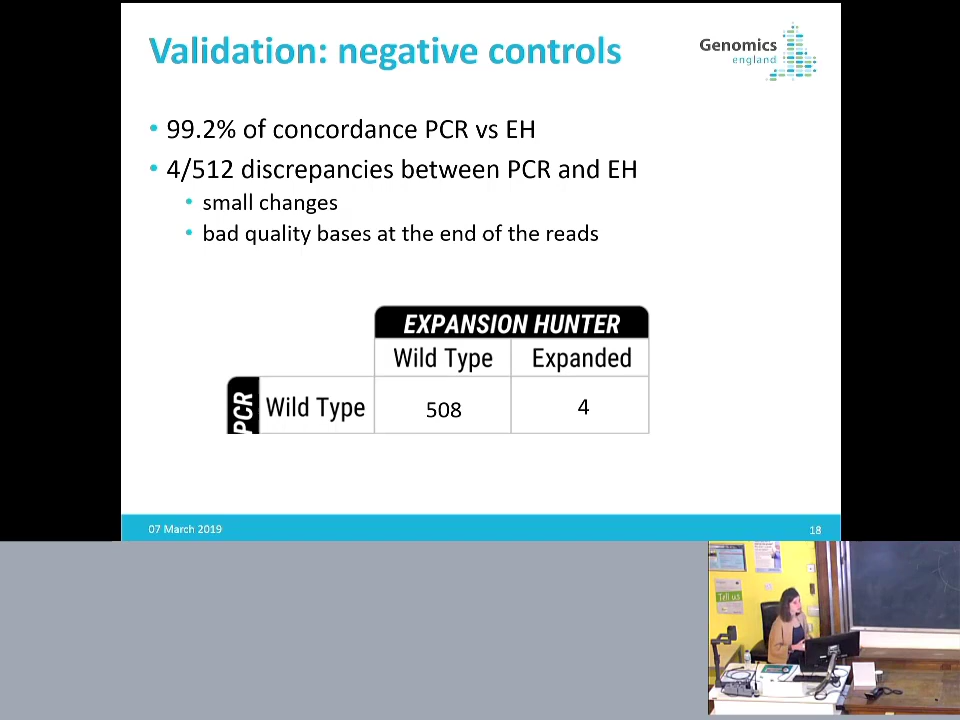 Validation: negative controls
Genomics
england
• 99.2% of concordance PCR vs EH
• 4/512 discrepancies between PCR and EH
• small changes
• bad quality bases at the end of the reads
EXPANSION HUNTER
Wild Type Expanded
PCR Wild Type 508 4
07 March 2019 18
Tell us